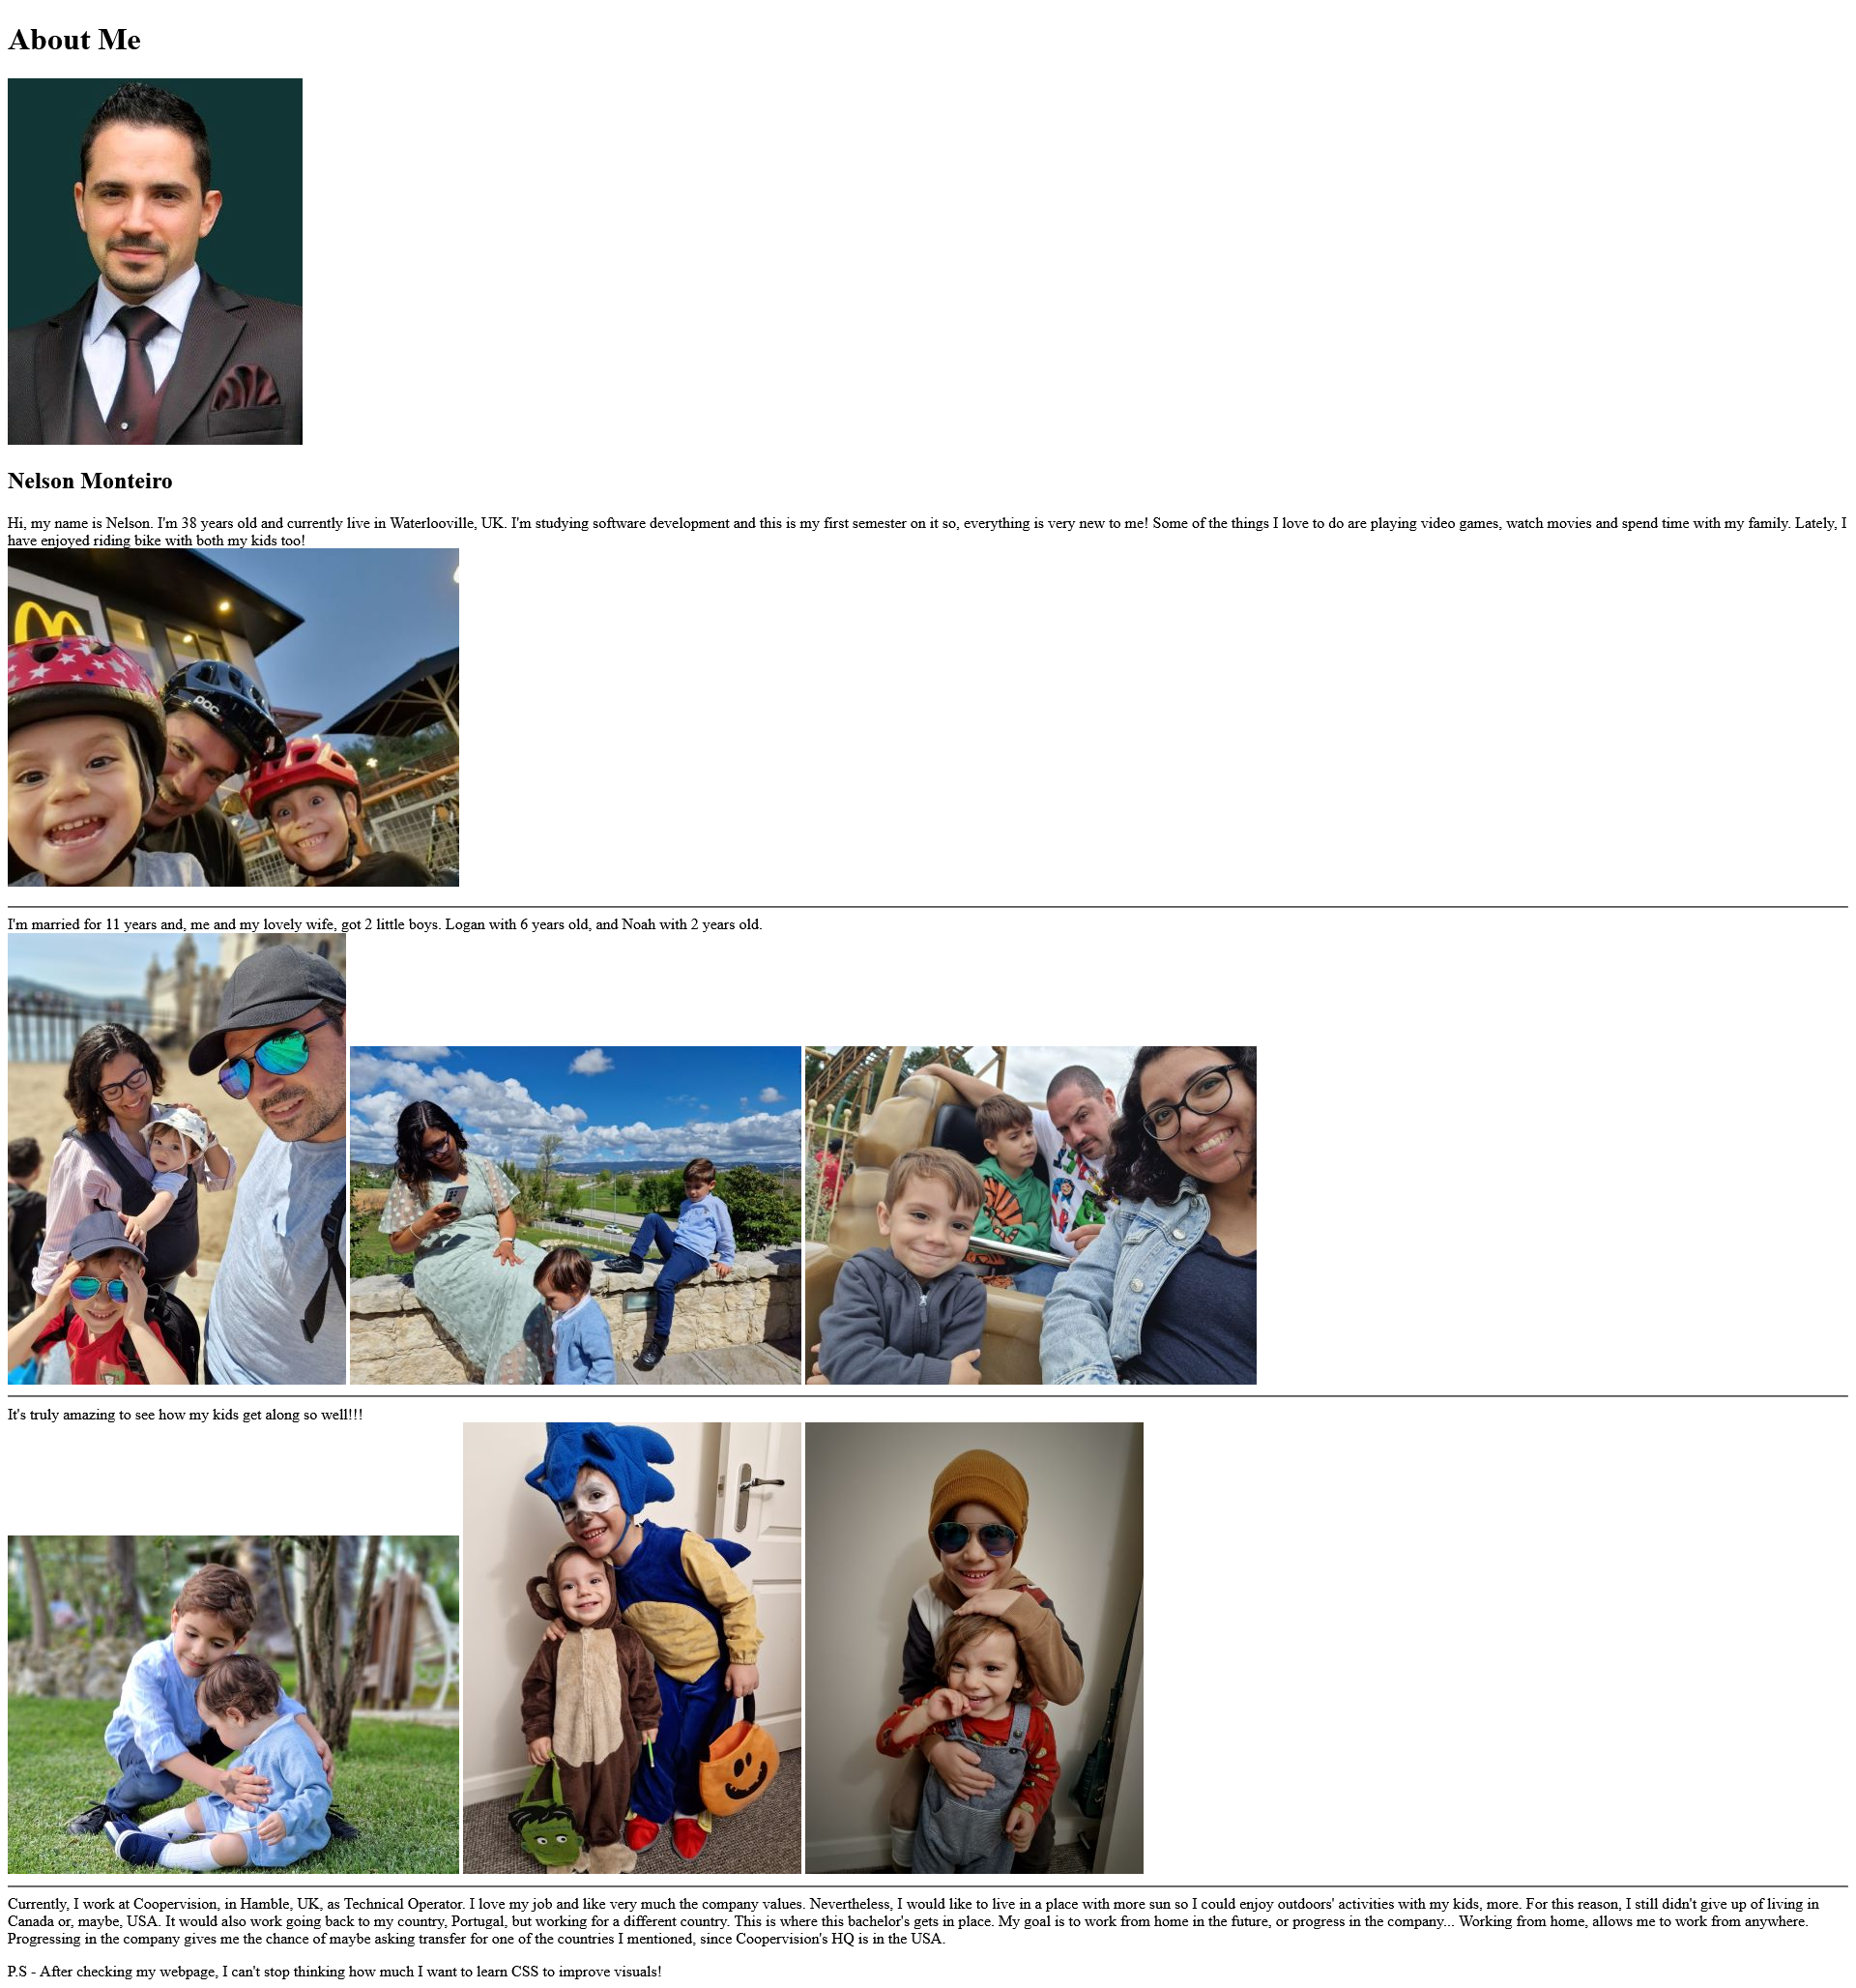 About Me
Nelson Monteiro
Hi, my name is Nelson. I'm 38 years old and currently live in Waterlooville, UK. I'm studying software development and this is my first semester on it so, everything is very new to me! Some of the things I love to do are playing video games, watch movies and spend time with my family. Lately, I
have enjoyed riding bike with both my kids too!
POC
I'm married for 11 years and, me and my lovely wife, got 2 little boys. Logan with 6 years old, and Noah with 2 years old.
It's truly amazing to see how my kids get along so well!!!
Currently, I work at Coopervision, in Hamble, UK, as Technical Operator. I love my job and like very much the company values. Nevertheless, I would like to live in a place with more sun so I could enjoy outdoors' activities with my kids, more. For this reason, I still didn't give up of living in
Canada or, maybe, USA. It would also work going back to my country, Portugal, but working for a different country. This is where this bachelor's gets in place. My goal is to work from home in the future, or progress in the company... Working from home, allows me to work from anywhere.
Progressing in the company gives me the chance of maybe asking transfer for one of the countries I mentioned, since Coopervision's HQ is in the USA.
P.S - After checking my webpage, I can't stop thinking how much I want to learn CSS to improve visuals!